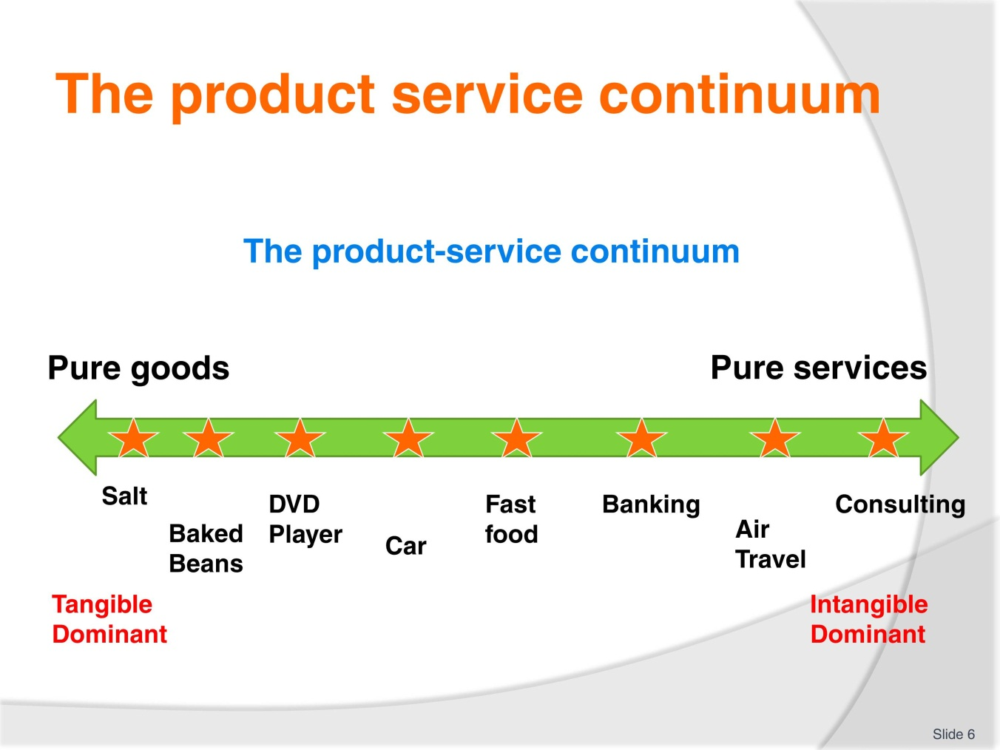 The product service continuum
The product-service continuum
Pure goods
Pure services
Salt
Baked
Beans
DVD
Player
Car
Fast
food
Banking
Air
Travel
Consulting
Tangible
Dominant
Intangible
Dominant
Slide 6